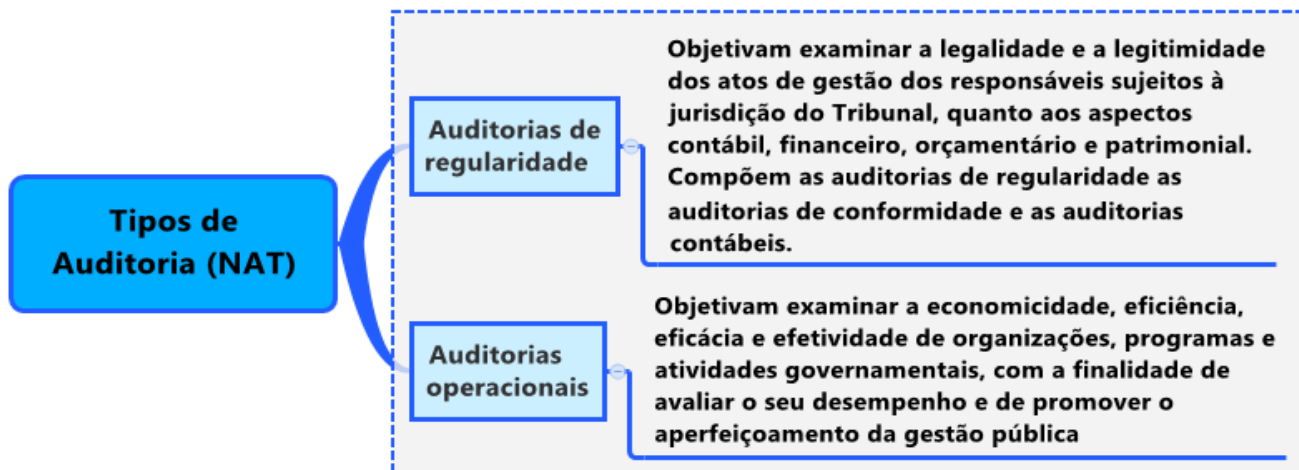 Tipos de
Auditoria (NAT)
Auditorias de
regularidade
Objetivam examinar a legalidade e a legitimidade
dos atos de gestão dos responsáveis sujeitos à
jurisdição do Tribunal, quanto aos aspectos
contábil, financeiro, orçamentário e patrimonial.
Compõem as auditorias de regularidade as
auditorias de conformidade e as auditorias
contábeis.
Auditorias
operacionais
Objetivam examinar a economicidade, eficiência,
eficácia e efetividade de organizações, programas e
atividades governamentais, com a finalidade de
avaliar o seu desempenho e de promover o
aperfeiçoamento da gestão pública